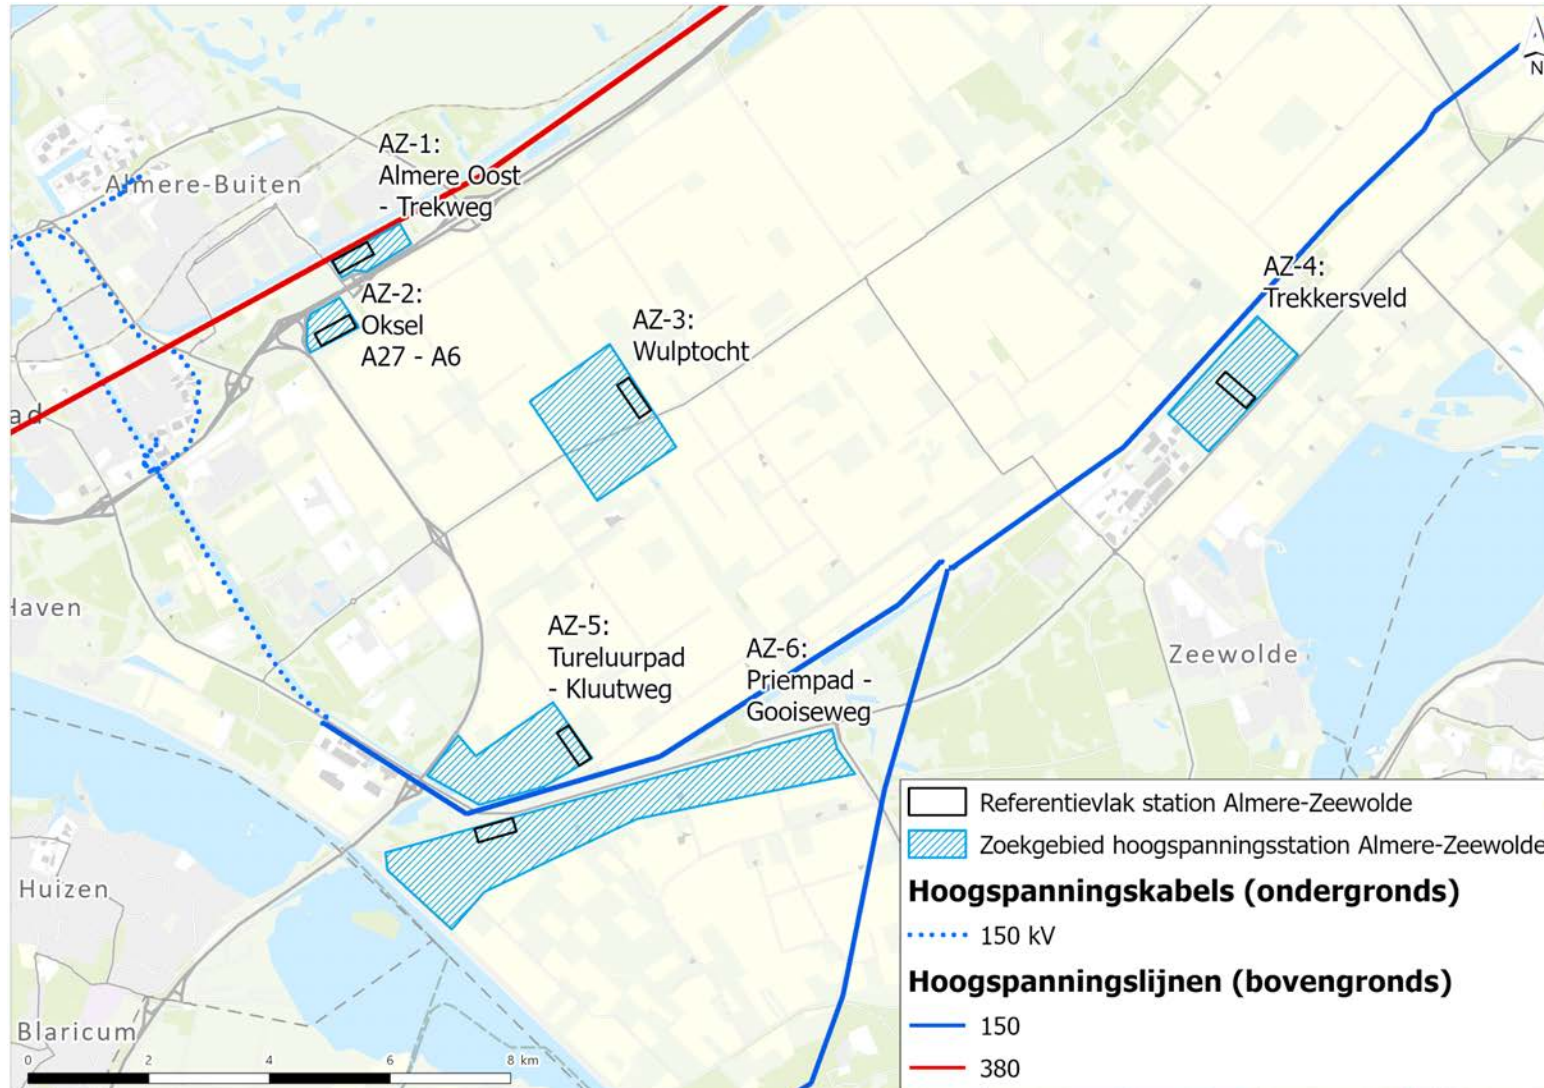 N
AZ-1:
Almere Oost
- Trekweg
Almere-Buiten
AZ-2:
Oksel
A27 - A6
AZ-3:
Wulptocht
AZ-4:
Trekkersveld
ad
Haven
AZ-5:
Tureluurpad
- Kluutweg
AZ-6:
Priempad -
Gooiseweg
Zeewolde
Huizen
Blaricum
0 2 4 6 8 km
Referentievlak station Almere-Zeewolde
Zoekgebied hoogspanningsstation Almere-Zeewolde
Hoogspanningskabels (ondergronds)
150 kV
Hoogspanningslijnen (bovengronds)
150
380